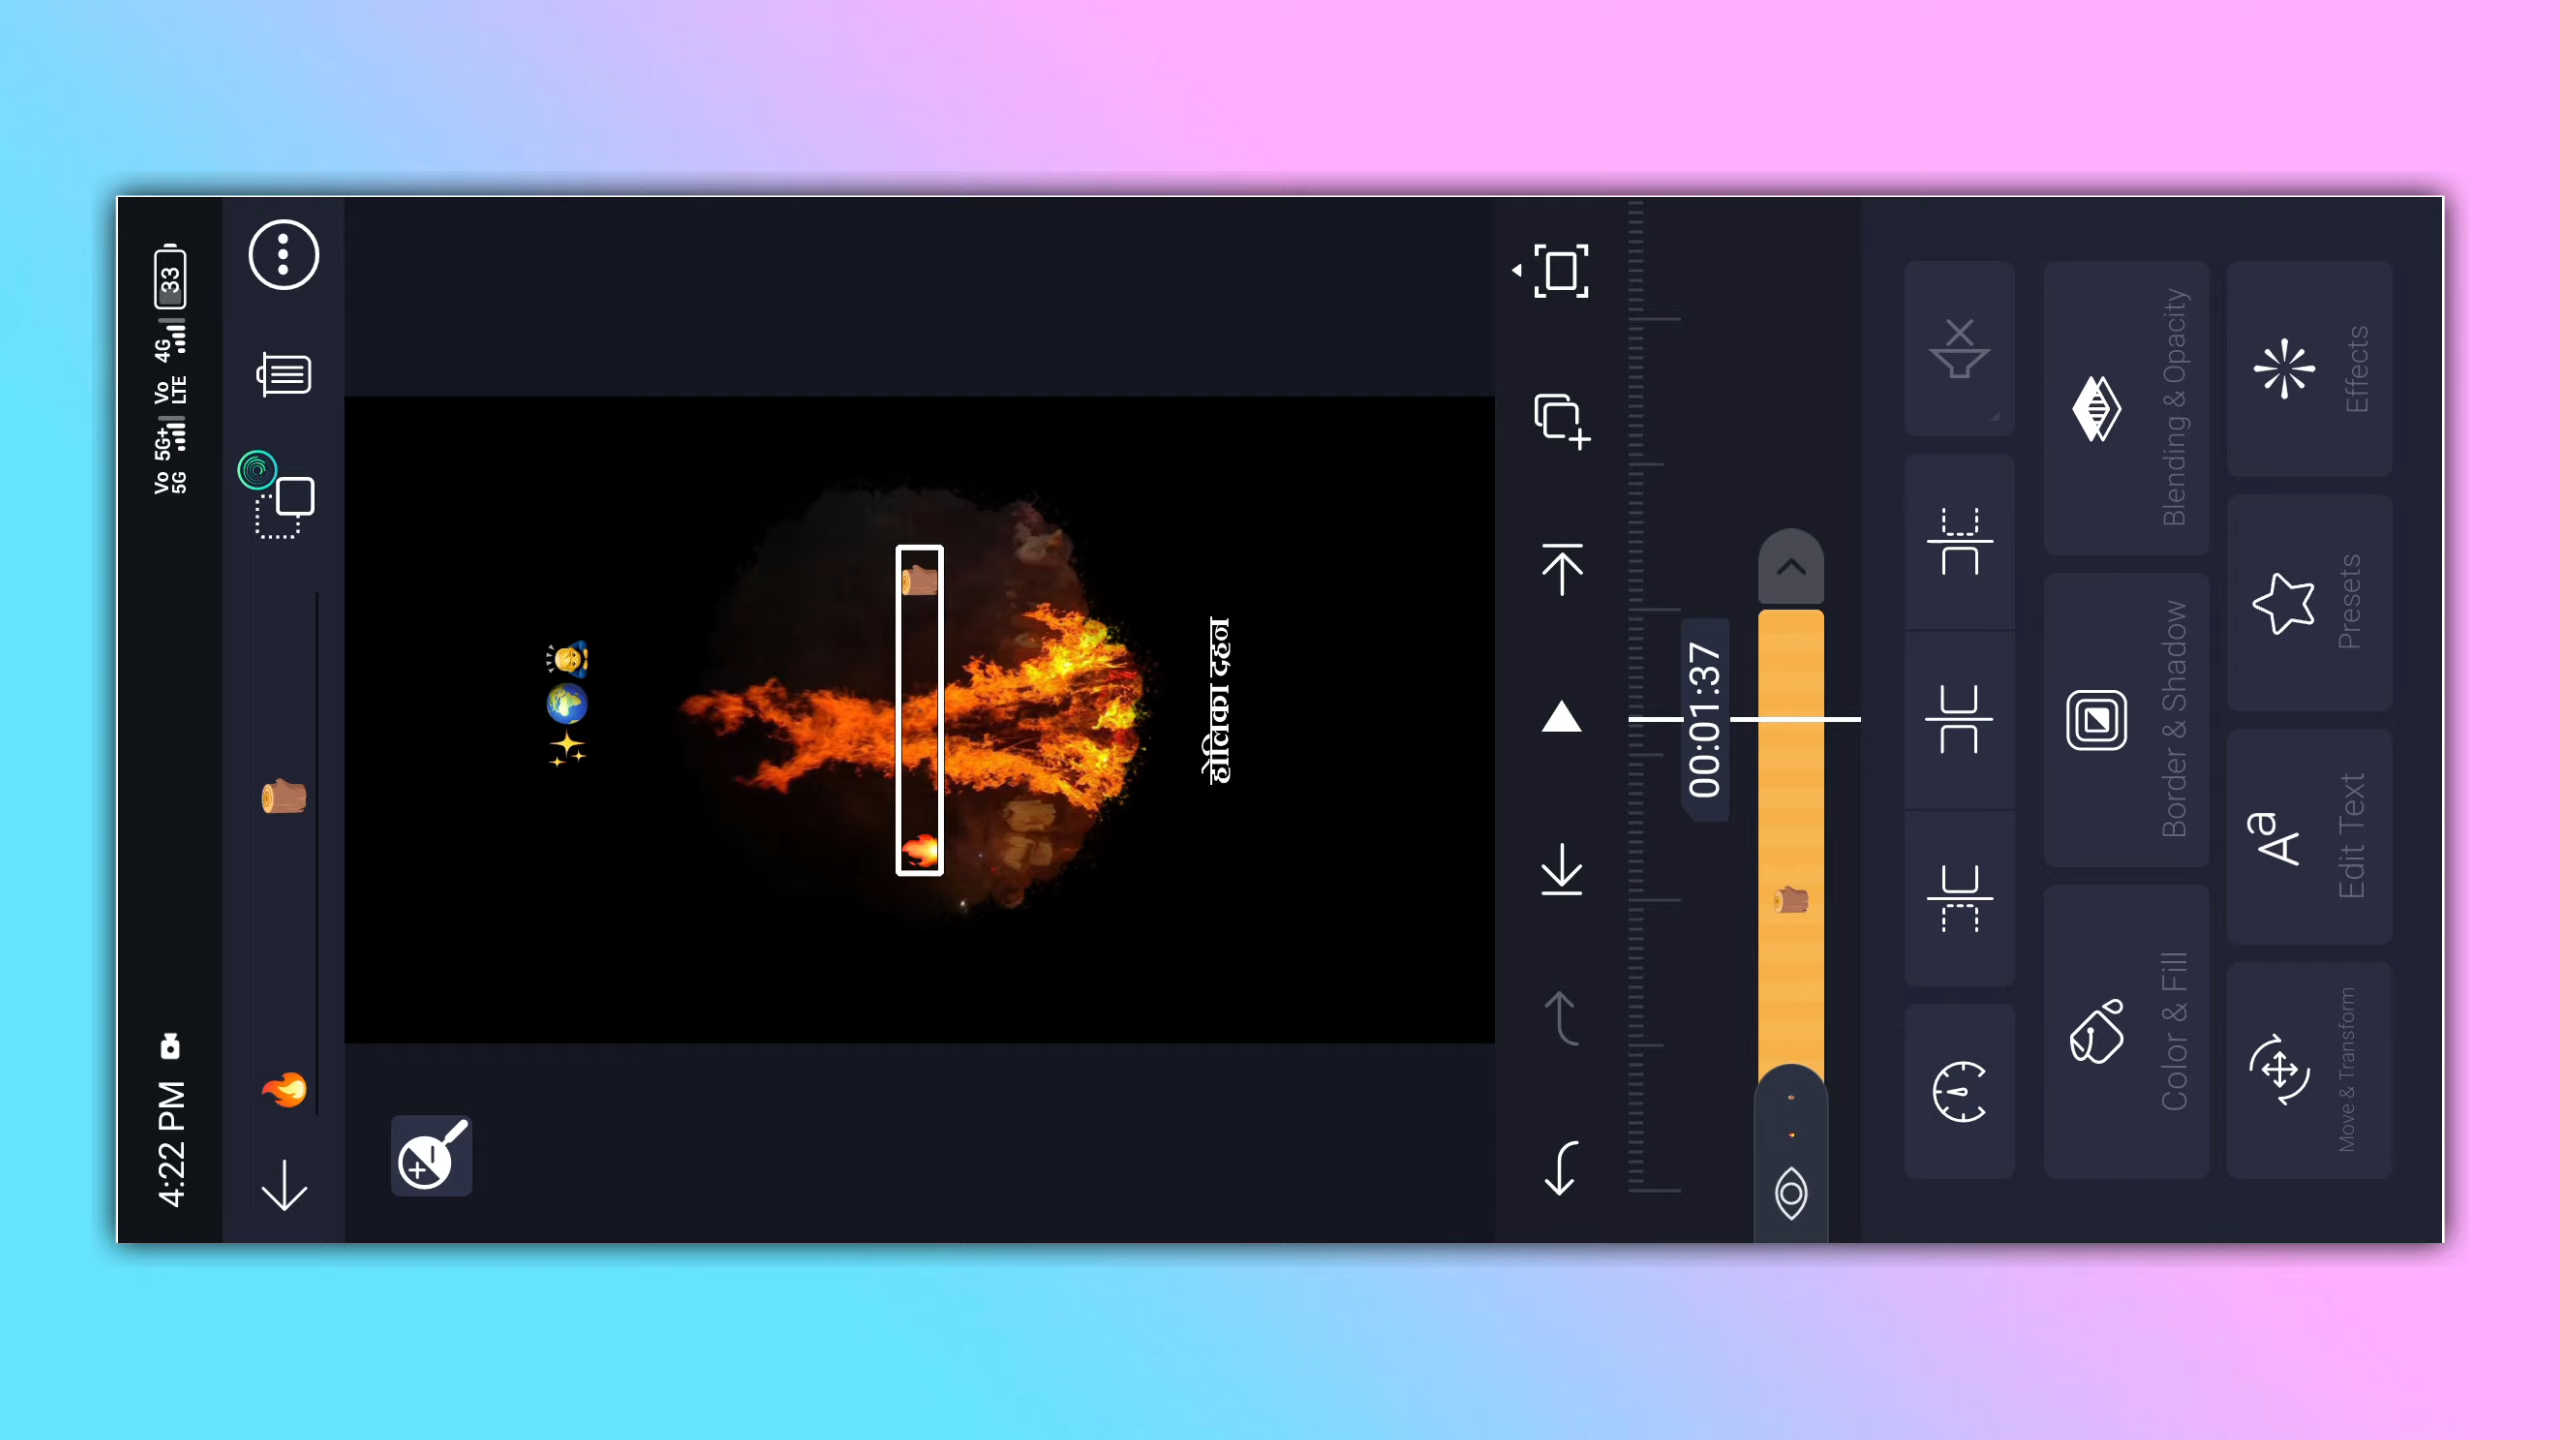 4:22 PM
Vo 5G
5G+
Vo LTE
4G
33
होलिका दहन
00:01:37
Color & Fill
Border & Shadow
Blending & Opacity
Move & Transform
Aa
Edit Text
Presets
Effects